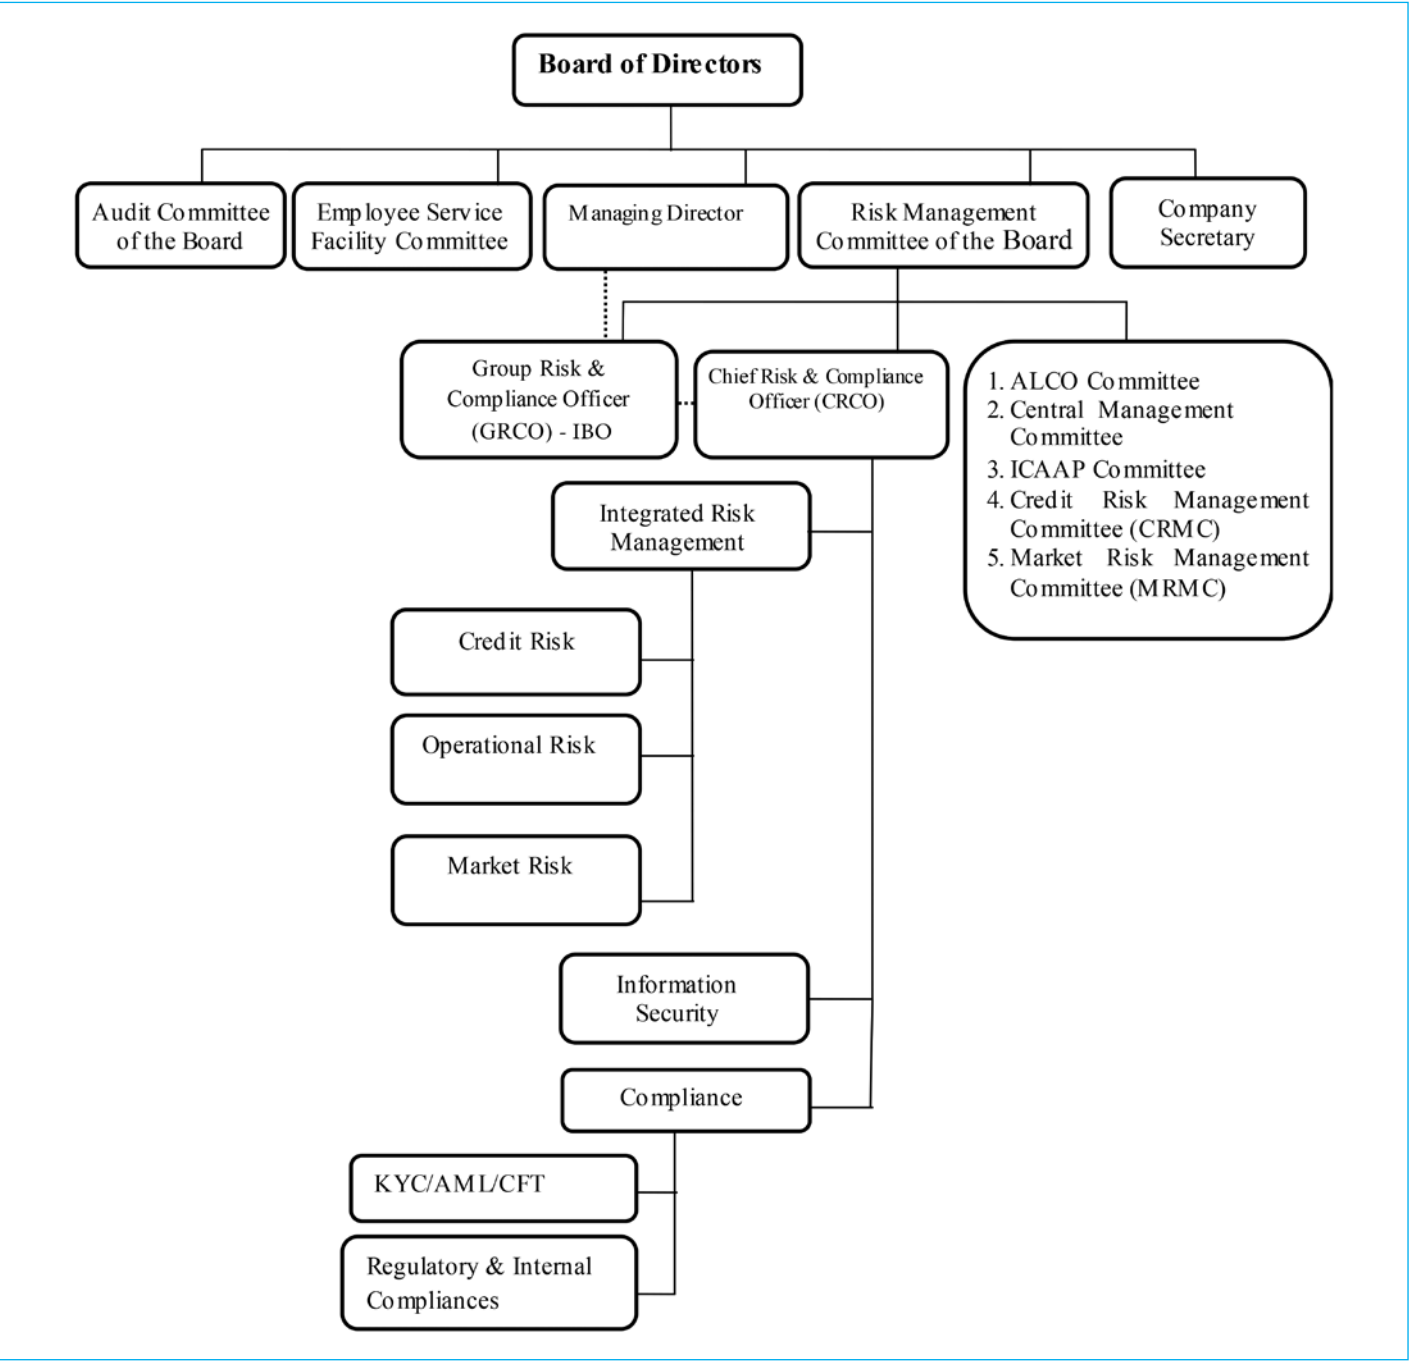 Board of Directors
Audit Committee
of the Board
Employee Service
Facility Committee
Managing Director
Risk Management
Committee of the Board
Company
Secretary
Group Risk &
Compliance Officer
(GRCO) - IBO
Chief Risk & Compliance
Officer (CRCO)
1. ALCO Committee
2. Central Management
Committee
3. ICAAP Committee
4. Credit Risk Management
Committee (CRMC)
5. Market Risk Management
Committee (MRMC)
Integrated Risk
Management
Credit Risk
Operational Risk
Market Risk
Information
Security
Compliance
KYC/AML/CFT
Regulatory & Internal
Compliances